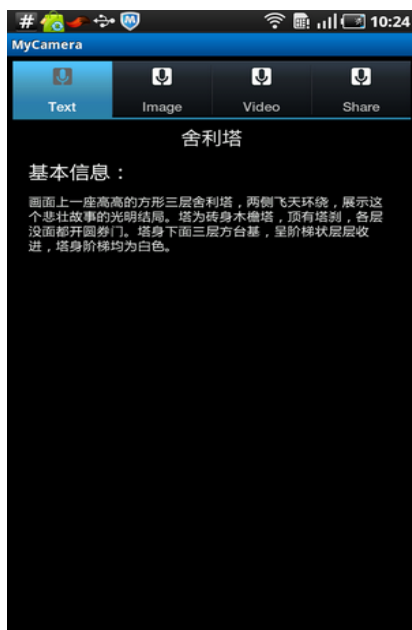 10:24
MyCamera
Text Image Video Share
舍利塔
基本信息：
画面上一座高高的方形三层舍利塔，两侧飞天环绕，展示这
个悲壮故事的光明结局。塔为砖身木檐塔，顶有塔刹，各层
没面都开圆券门。塔身下面三层方台基，呈阶梯状层层收
进，塔身阶梯均为白色。